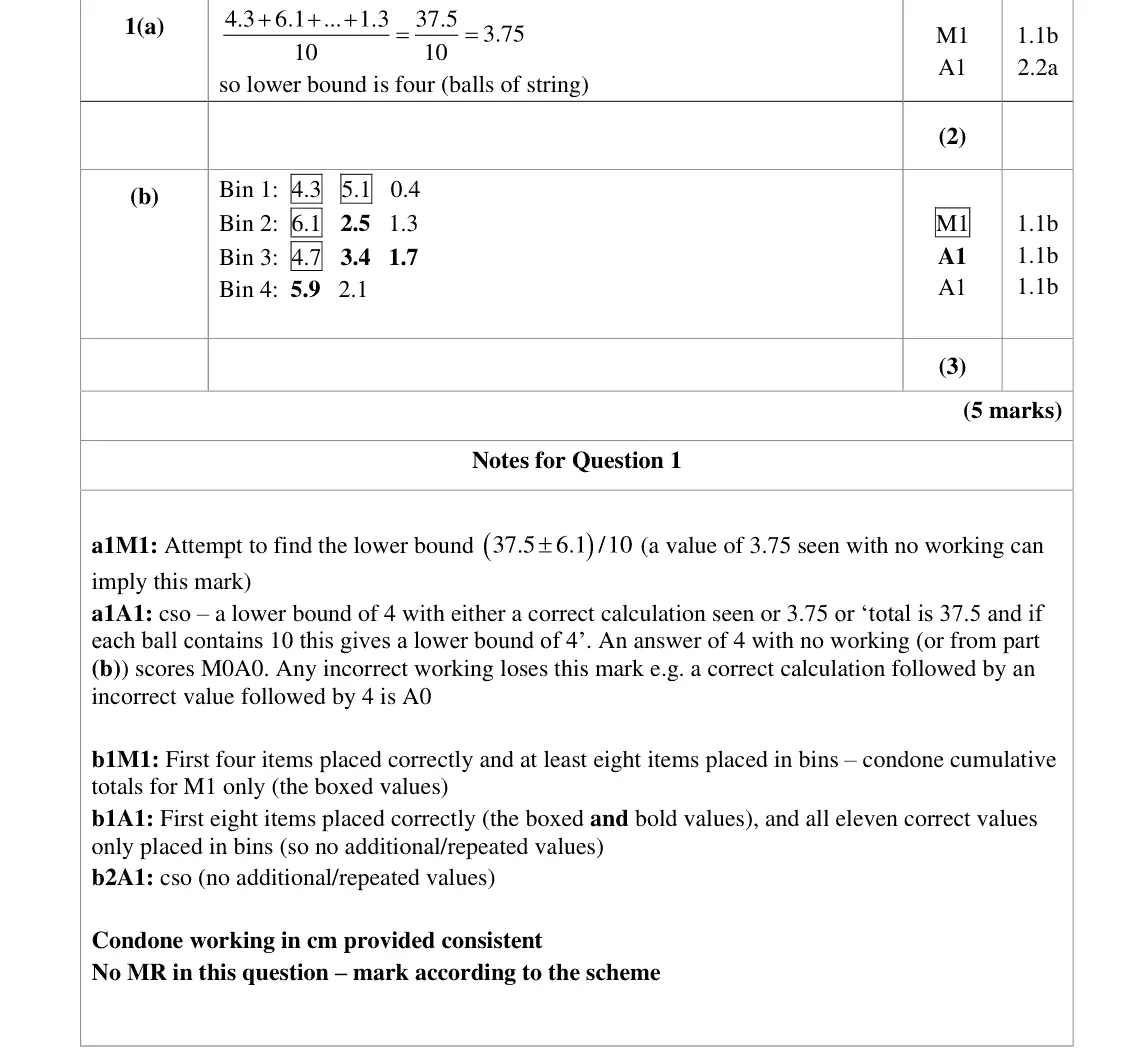 1(a) 4.3+6.1+...+1.3 / 10 = 37.5 / 10 = 3.75 M1 1.1b
so lower bound is four (balls of string) A1 2.2a
(2)
(b) Bin 1: 4.3 5.1 0.4
Bin 2: 6.1 2.5 1.3 M1 1.1b
Bin 3: 4.7 3.4 1.7 A1 1.1b
Bin 4: 5.9 2.1 A1 1.1b
(3)
(5 marks)
Notes for Question 1
a1M1: Attempt to find the lower bound (37.5±6.1)/10 (a value of 3.75 seen with no working can
imply this mark)
a1A1: cso – a lower bound of 4 with either a correct calculation seen or 3.75 or ‘total is 37.5 and if
each ball contains 10 this gives a lower bound of 4’. An answer of 4 with no working (or from part
(b)) scores M0A0. Any incorrect working loses this mark e.g. a correct calculation followed by an
incorrect value followed by 4 is A0
b1M1: First four items placed correctly and at least eight items placed in bins – condone cumulative
totals for M1 only (the boxed values)
b1A1: First eight items placed correctly (the boxed and bold values), and all eleven correct values
only placed in bins (so no additional/repeated values)
b2A1: cso (no additional/repeated values)
Condone working in cm provided consistent
No MR in this question – mark according to the scheme